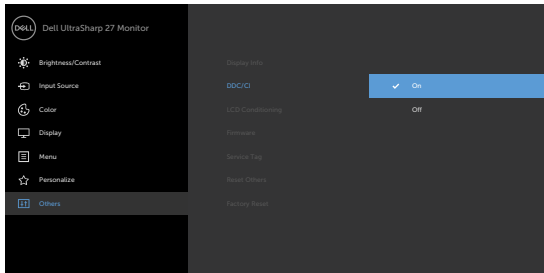 DELL
Dell UltraSharp 27 Monitor
Brightness/Contrast
Input Source
Color
Display
Menu
Personalize
Others
Display Info
DDC/CI
LCD Conditioning
Firmware
Service Tag
Reset Others
Factory Reset
On
Off